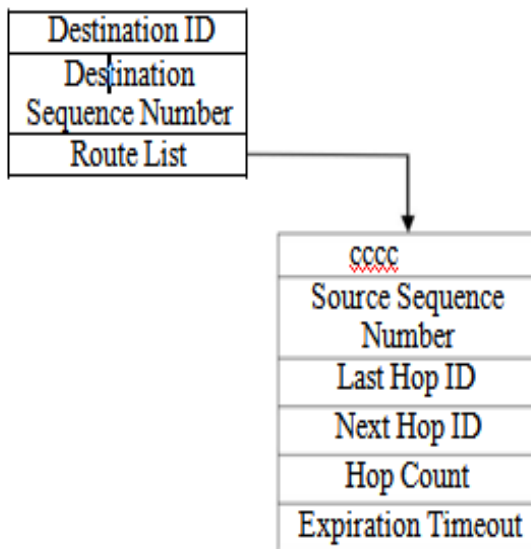 Destination ID
Destination
Sequence Number
Route List
cccc
Source Sequence
Number
Last Hop ID
Next Hop ID
Hop Count
Expiration Timeout